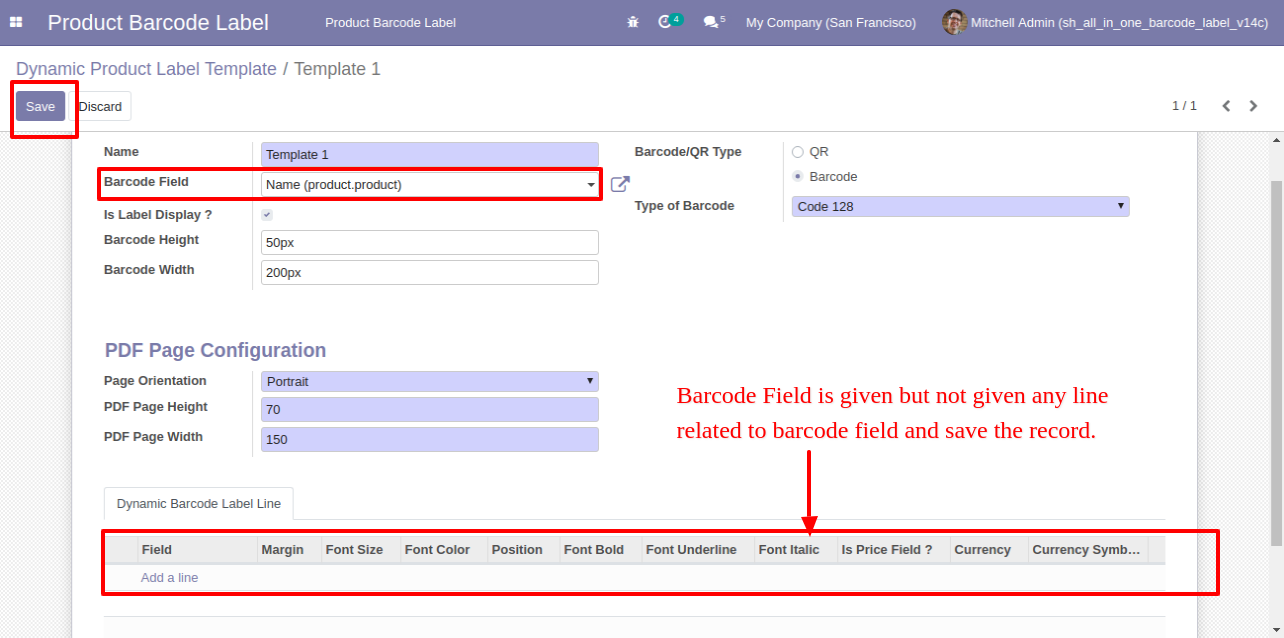 Product Barcode Label Product Barcode Label 4 5 My Company (San Francisco) Mitchell Admin (sh_all_in_one_barcode_label_v14c)
Dynamic Product Label Template / Template 1
Save Discard 1 / 1
Name Template 1 Barcode/QR Type QR
Barcode Field Name (product.product) Barcode
Is Label Display ? Type of Barcode Code 128
Barcode Height 50px
Barcode Width 200px
PDF Page Configuration
Page Orientation Portrait
PDF Page Height 70
PDF Page Width 150
Barcode Field is given but not given any line
related to barcode field and save the record.
Dynamic Barcode Label Line
Field Margin Font Size Font Color Position Font Bold Font Underline Font Italic Is Price Field ? Currency Currency Symb...
Add a line